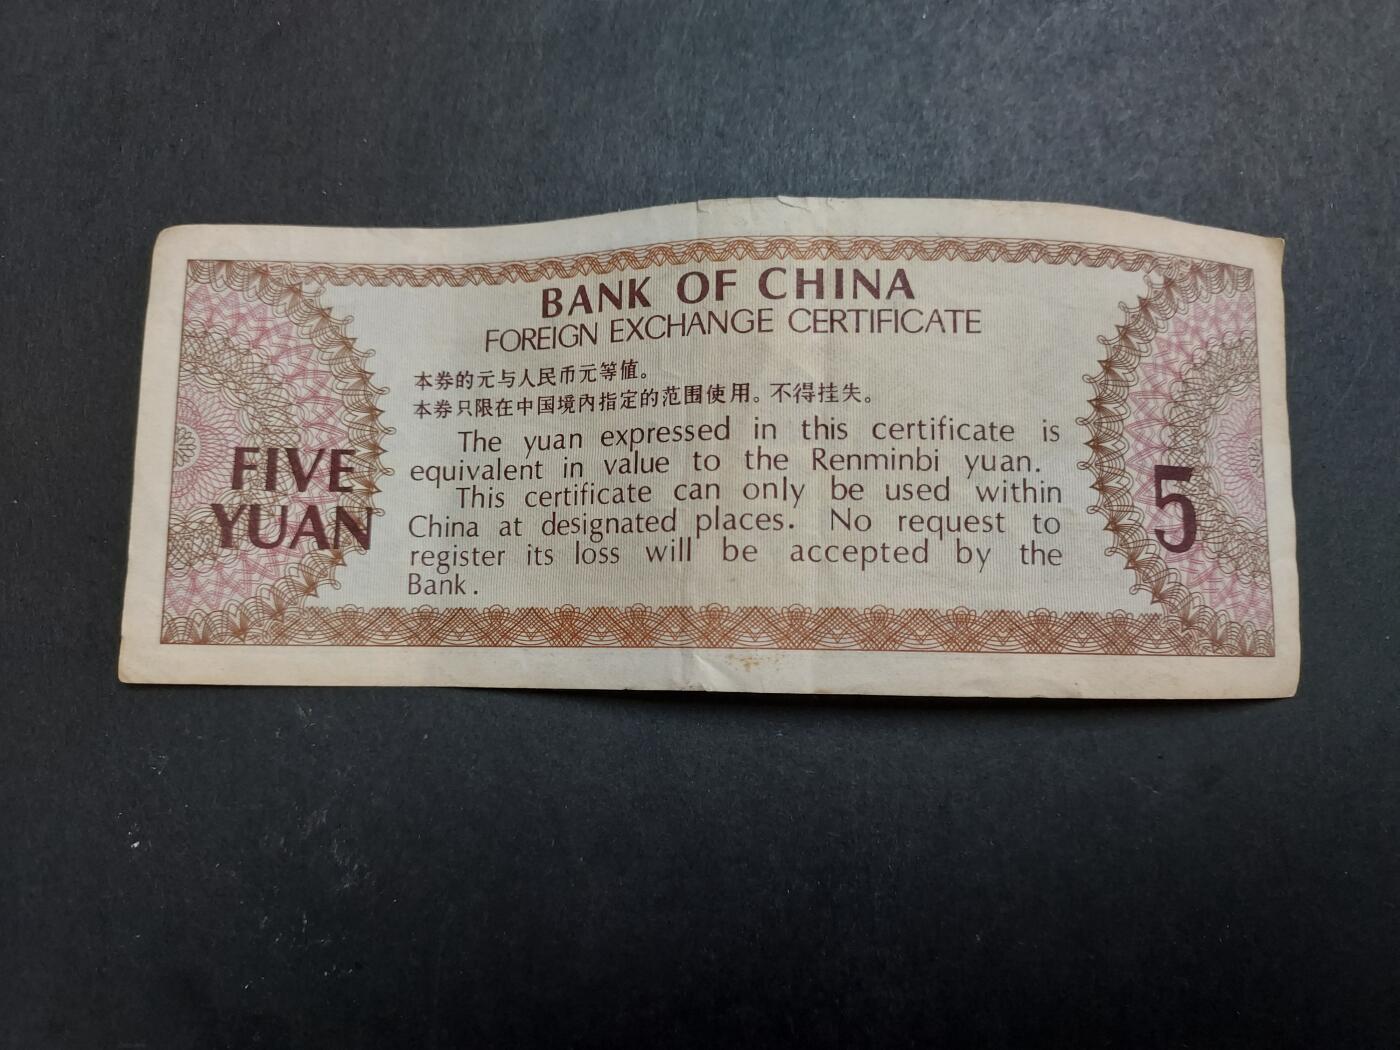 BANK OF CHINA
FOREIGN EXCHANGE CERTIFICATE
本券的元与人民币元等值。
本券只限在中国境内指定的范围使用。不得挂失。
The yuan expressed in this certificate is
equivalent in value to the Renminbi yuan.
This certificate can only be used within
China at designated places. No request to
register its loss will be accepted by the
Bank.
FIVE
YUAN
5